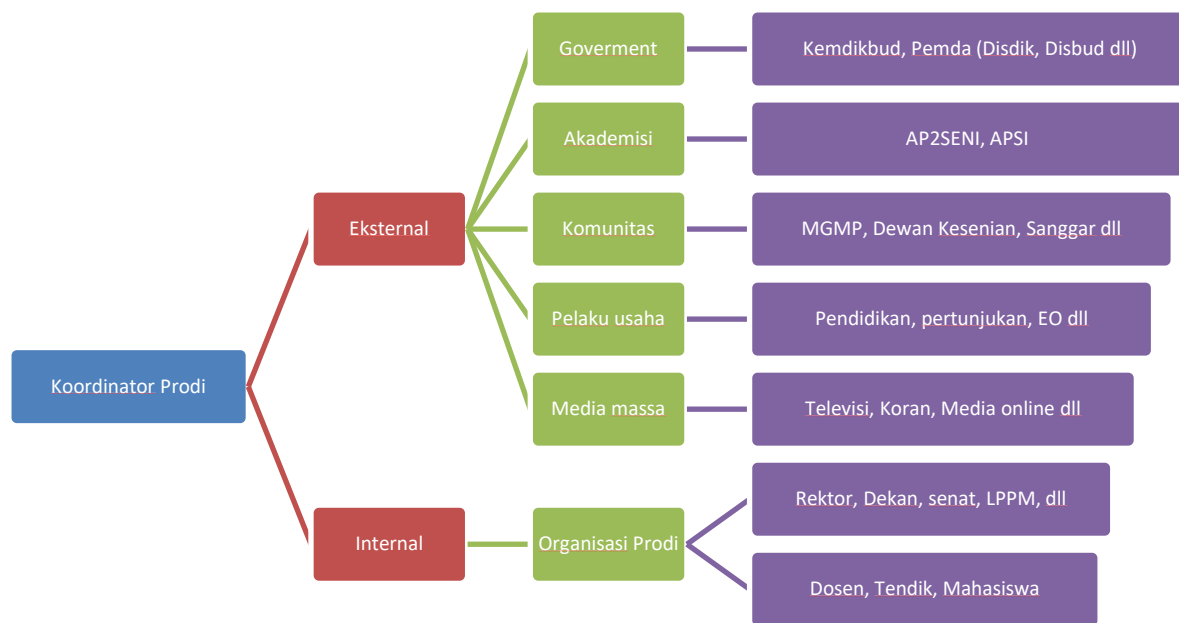 Koordinator Prodi
Eksternal
Goverment
Kemdikbud, Pemda (Disdik, Disbud dll)
Akademisi
AP2SENI, APSI
Komunitas
MGMP, Dewan Kesenian, Sanggar dll
Pelaku usaha
Pendidikan, pertunjukan, EO dll
Media massa
Televisi, Koran, Media online dll
Internal
Organisasi Prodi
Rektor, Dekan, senat, LPPM, dll
Dosen, Tendik, Mahasiswa